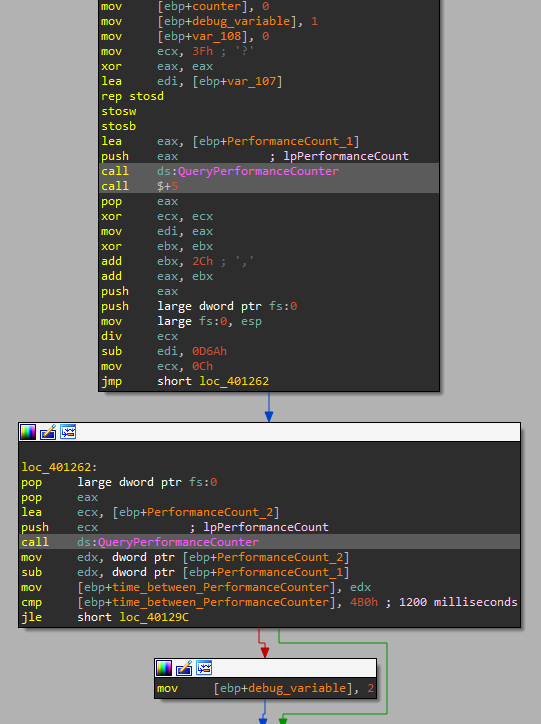 mov     [ebp+counter], 0
mov     [ebp+debug_variable], 1
mov     [ebp+var_108], 0
mov     ecx, 3Fh ; '?'
xor     eax, eax
lea     edi, [ebp+var_107]
rep stosd
stosw
stosb
lea     eax, [ebp+PerformanceCount_1]
push    eax             ; lpPerformanceCount
call    ds:QueryPerformanceCounter
call    $+5
pop     eax
xor     ecx, ecx
mov     edi, eax
xor     ebx, ebx
add     ebx, 2Ch ; ','
add     eax, ebx
push    eax
push    large dword ptr fs:0
mov     large fs:0, esp
div     ecx
sub     edi, 0D6Ah
mov     ecx, 0Ch
jmp     short loc_401262
loc_401262:
pop     large dword ptr fs:0
pop     eax
lea     ecx, [ebp+PerformanceCount_2]
push    ecx             ; lpPerformanceCount
call    ds:QueryPerformanceCounter
mov     edx, dword ptr [ebp+PerformanceCount_2]
sub     edx, dword ptr [ebp+PerformanceCount_1]
mov     [ebp+time_between_PerformanceCounter], edx
cmp     [ebp+time_between_PerformanceCounter], 4B0h ; 1200 milliseconds
jle     short loc_40129C
mov     [ebp+debug_variable], 2